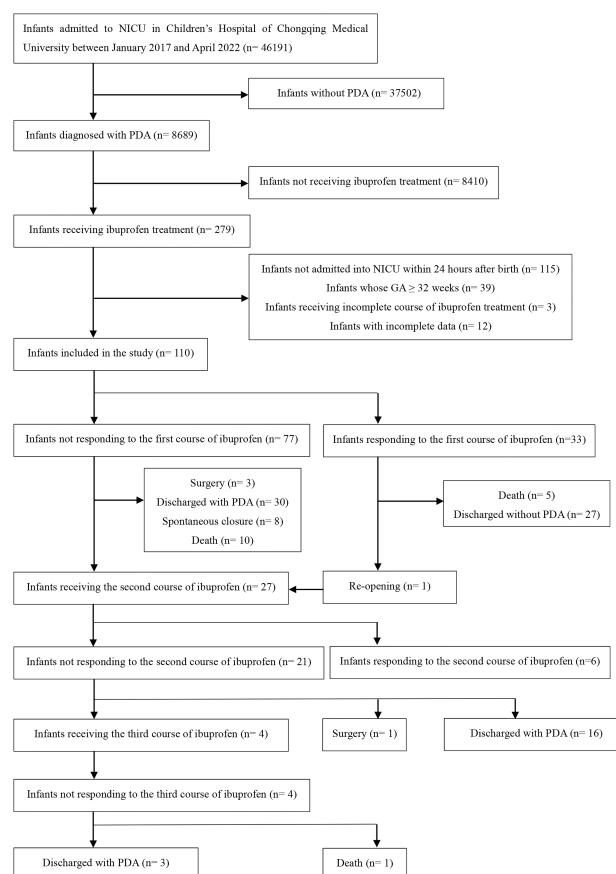 Infants admitted to NICU in Children's Hospital of Chongqing Medical
University between January 2017 and April 2022 (n= 46191)
Infants without PDA (n= 37502)
Infants diagnosed with PDA (n= 8689)
Infants not receiving ibuprofen treatment (n= 8410)
Infants receiving ibuprofen treatment (n= 279)
Infants not admitted into NICU within 24 hours after birth (n= 115)
Infants whose GA ≥ 32 weeks (n= 39)
Infants receiving incomplete course of ibuprofen treatment (n= 3)
Infants with incomplete data (n= 12)
Infants included in the study (n= 110)
Infants not responding to the first course of ibuprofen (n= 77)
Infants responding to the first course of ibuprofen (n=33)
Surgery (n= 3)
Discharged with PDA (n= 30)
Spontaneous closure (n= 8)
Death (n= 10)
Death (n= 5)
Discharged without PDA (n= 27)
Infants receiving the second course of ibuprofen (n= 27)
Re-opening (n= 1)
Infants not responding to the second course of ibuprofen (n= 21)
Infants responding to the second course of ibuprofen (n=6)
Infants receiving the third course of ibuprofen (n= 4)
Surgery (n= 1)
Discharged with PDA (n= 16)
Infants not responding to the third course of ibuprofen (n= 4)
Discharged with PDA (n= 3)
Death (n= 1)